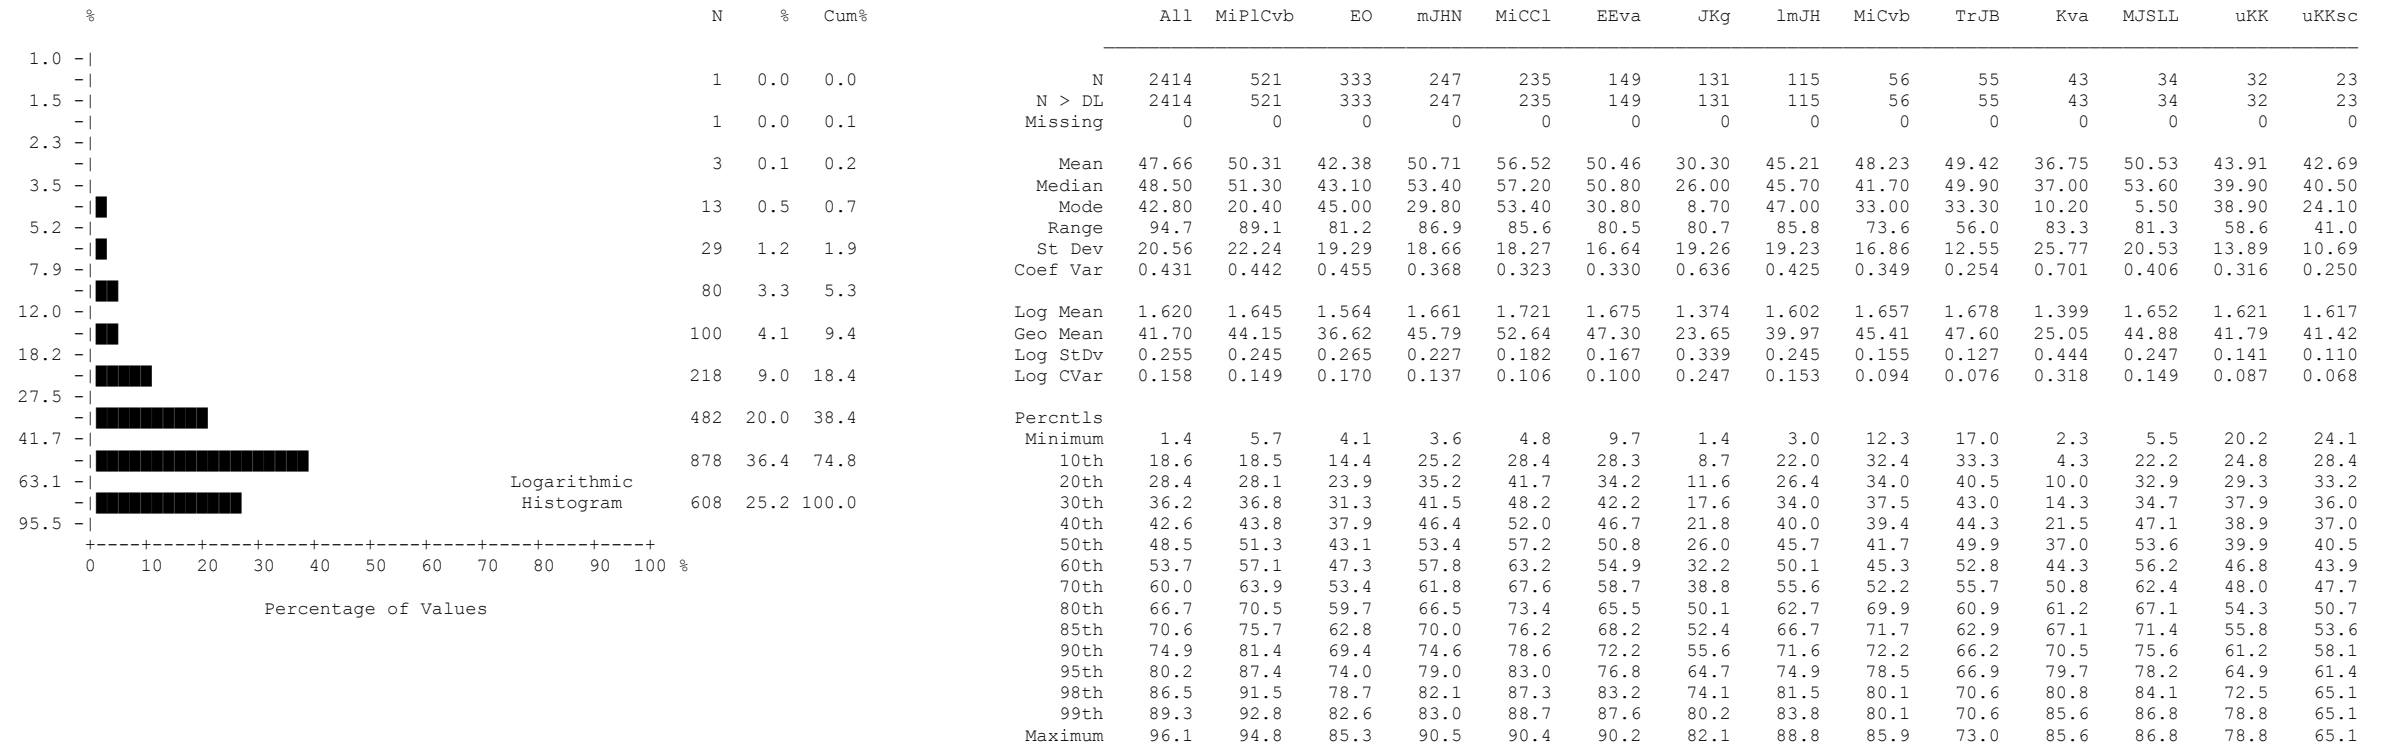 % N % Cum% All MiPlCvb EO mJHN MiCCl EEva JKg lmJH MiCvb TrJB Kva MJSLL uKK uKKsc
1.0 -|
-| 1 0.0 0.0 N 2414 521 333 247 235 149 131 115 56 55 43 34 32 23
1.5 -| N > DL 2414 521 333 247 235 149 131 115 56 55 43 34 32 23
-| 1 0.0 0.1 Missing 0 0 0 0 0 0 0 0 0 0 0 0 0 0
2.3 -|
-| 3 0.1 0.2 Mean 47.66 50.31 42.38 50.71 56.52 50.46 30.30 45.21 48.23 49.42 36.75 50.53 43.91 42.69
3.5 -| Median 48.50 51.30 43.10 53.40 57.20 50.80 26.00 45.70 41.70 49.90 37.00 53.60 39.90 40.50
-| 13 0.5 0.7 Mode 42.80 20.40 45.00 29.80 53.40 30.80 8.70 47.00 33.00 33.30 10.20 5.50 38.90 24.10
5.2 -| Range 94.7 89.1 81.2 86.9 85.6 80.5 80.7 85.8 73.6 56.0 83.3 81.3 58.6 41.0
-| 29 1.2 1.9 St Dev 20.56 22.24 19.29 18.66 18.27 16.64 19.26 19.23 16.86 12.55 25.77 20.53 13.89 10.69
7.9 -| Coef Var 0.431 0.442 0.455 0.368 0.323 0.330 0.636 0.425 0.349 0.254 0.701 0.406 0.316 0.250
-| 80 3.3 5.3
12.0 -| Log Mean 1.620 1.645 1.564 1.661 1.721 1.675 1.374 1.602 1.657 1.678 1.399 1.652 1.621 1.617
-| 100 4.1 9.4 Geo Mean 41.70 44.15 36.62 45.79 52.64 47.30 23.65 39.97 45.41 47.60 25.05 44.88 41.79 41.42
18.2 -| Log StDv 0.255 0.245 0.265 0.227 0.182 0.167 0.339 0.245 0.155 0.127 0.444 0.247 0.141 0.110
-| 218 9.0 18.4 Log CVar 0.158 0.149 0.170 0.137 0.106 0.100 0.247 0.153 0.094 0.076 0.318 0.149 0.087 0.068
27.5 -|
-| 482 20.0 38.4 Percntls
41.7 -| Minimum 1.4 5.7 4.1 3.6 4.8 9.7 1.4 3.0 12.3 17.0 2.3 5.5 20.2 24.1
-| 878 36.4 74.8 10th 18.6 18.5 14.4 25.2 28.4 28.3 8.7 22.0 32.4 33.3 4.3 22.2 24.8 28.4
63.1 -| Logarithmic 20th 28.4 28.1 23.9 35.2 41.7 34.2 11.6 26.4 34.0 40.5 10.0 32.9 29.3 33.2
-| Histogram 608 25.2 100.0 30th 36.2 36.8 31.3 41.5 48.2 42.2 17.6 34.0 37.5 43.0 14.3 34.7 37.9 36.0
95.5 -| 40th 42.6 43.8 37.9 46.4 52.0 46.7 21.8 40.0 39.4 44.3 21.5 47.1 38.9 37.0
+----+----+----+----+----+----+----+----+----+----+ 50th 48.5 51.3 43.1 53.4 57.2 50.8 26.0 45.7 41.7 49.9 37.0 53.6 39.9 40.5
0 10 20 30 40 50 60 70 80 90 100 % 60th 53.7 57.1 47.3 57.8 63.2 54.9 32.2 50.1 45.3 52.8 44.3 56.2 46.8 43.9
70th 60.0 63.9 53.4 61.8 67.6 58.7 38.8 55.6 52.2 55.7 50.8 62.4 48.0 47.7
Percentage of Values 80th 66.7 70.5 59.7 66.5 73.4 65.5 50.1 62.7 69.9 60.9 61.2 67.1 54.3 50.7
85th 70.6 75.7 62.8 70.0 76.2 68.2 52.4 66.7 71.7 62.9 67.1 71.4 55.8 53.6
90th 74.9 81.4 69.4 74.6 78.6 72.2 55.6 71.6 72.2 66.2 70.5 75.6 61.2 58.1
95th 80.2 87.4 74.0 79.0 83.0 76.8 64.7 74.9 78.5 66.9 79.7 78.2 64.9 61.4
98th 86.5 91.5 78.7 82.1 87.3 83.2 74.1 81.5 80.1 70.6 80.8 84.1 72.5 65.1
99th 89.3 92.8 82.6 83.0 88.7 87.6 80.2 83.8 80.1 70.6 85.6 86.8 78.8 65.1
Maximum 96.1 94.8 85.3 90.5 90.4 90.2 82.1 88.8 85.9 73.0 85.6 86.8 78.8 65.1